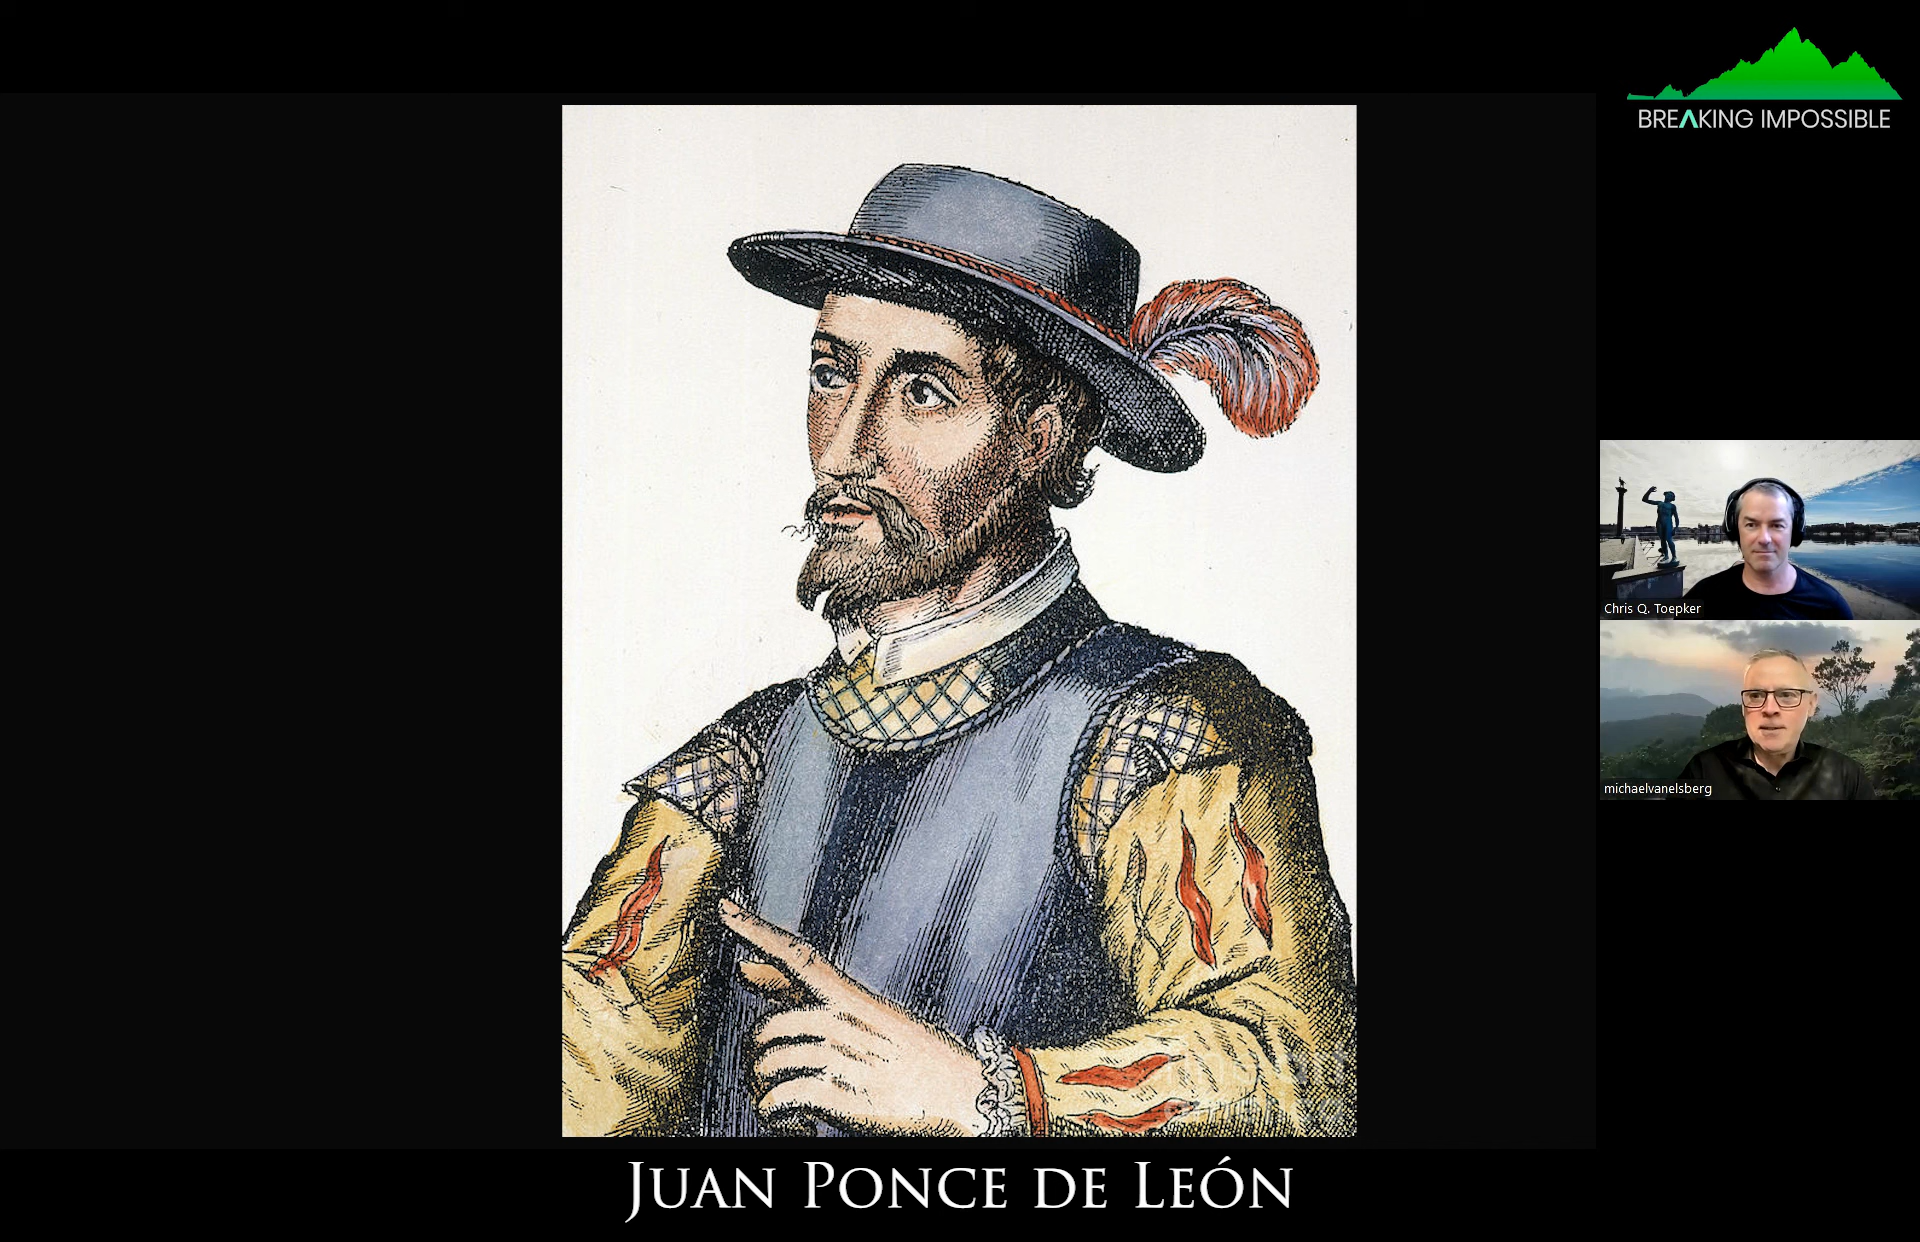 BREAKING IMPOSSIBLE
Chris Q. Toepker
michaelvanelsberg
Juan Ponce de León